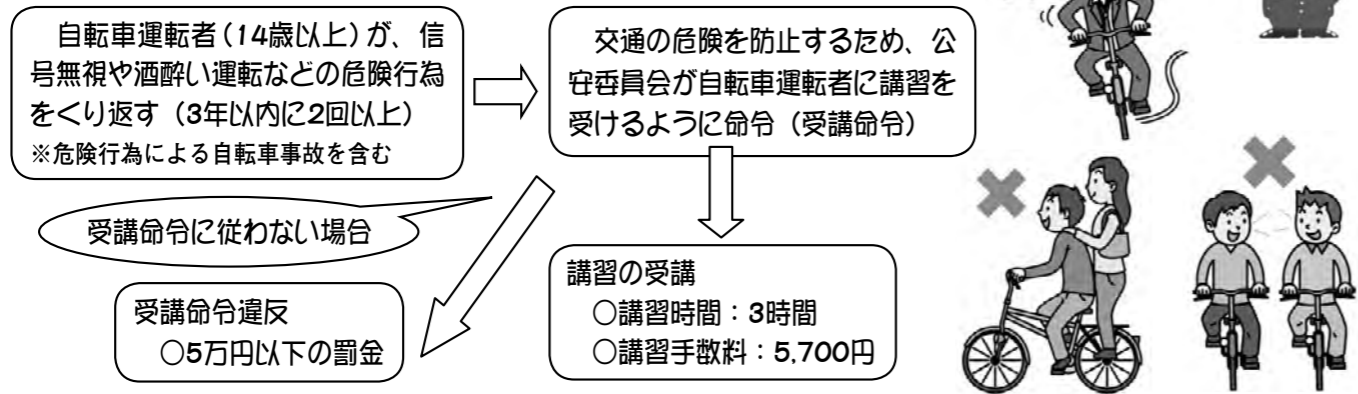 自転車運転者（14歳以上）が、信
号無視や酒酔い運転などの危険行為
をくり返す（3年以内に2回以上）
※危険行為による自転車事故を含む
交通の危険を防止するため、公
安委員会が自転車運転者に講習を
受けるように命令（受講命令）
受講命令に従わない場合
受講命令違反
○5万円以下の罰金
講習の受講
○講習時間：3時間
○講習手数料：5,700円